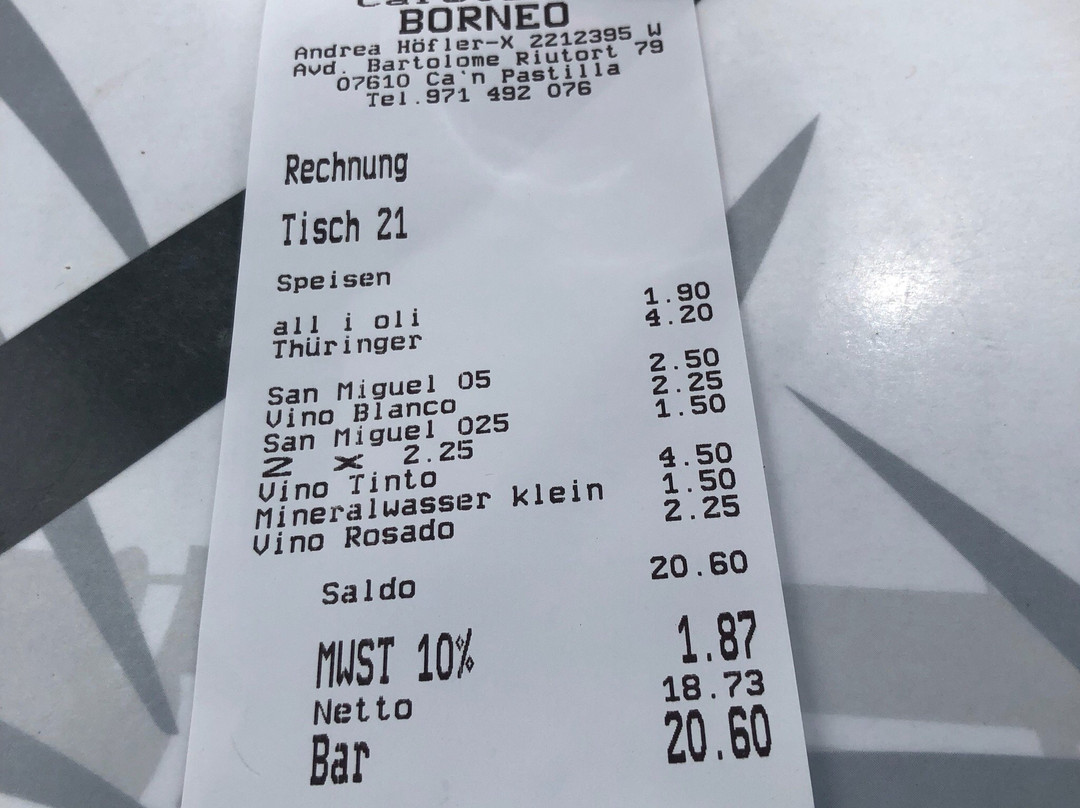 BORNEO
Andrea Höfler-X 2212395 W
Avd. Bartolome Riutort 79
07610 Ca'n Pastilla
Tel.971 492 076
Rechnung
Tisch 21
Speisen
all i oli 1.90
Thüringer 4.20
San Miguel 05 2.50
Vino Blanco 2.25
San Miguel 025 1.50
2 X 2.25
Vino Tinto 4.50
Mineralwasser klein 1.50
Vino Rosado 2.25
Saldo 20.60
MWST 10% 1.87
Netto 18.73
Bar 20.60